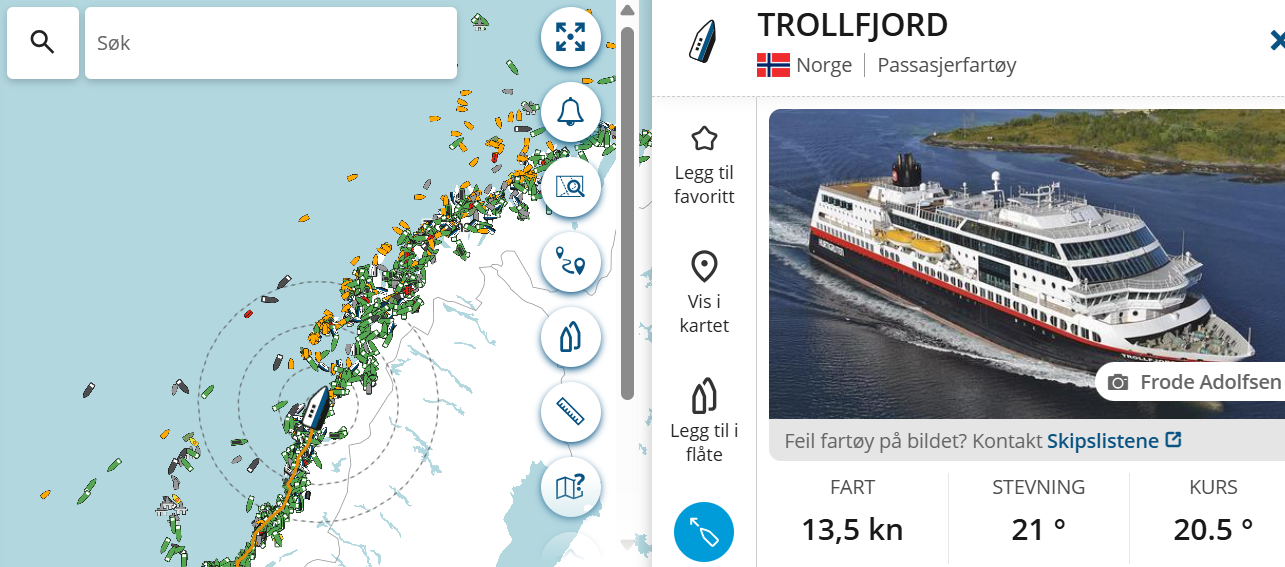 Søk
TROLLFJORD
Norge
Passasjerfartøy
Legg til
favoritt
Vis i
kartet
Legg til i
flåte
TROLLFJORD
Frode Adolfsen
Feil fartøy på bildet? Kontakt Skipslistene
FART
STEVNING
KURS
13,5 kn
21 °
20.5 °